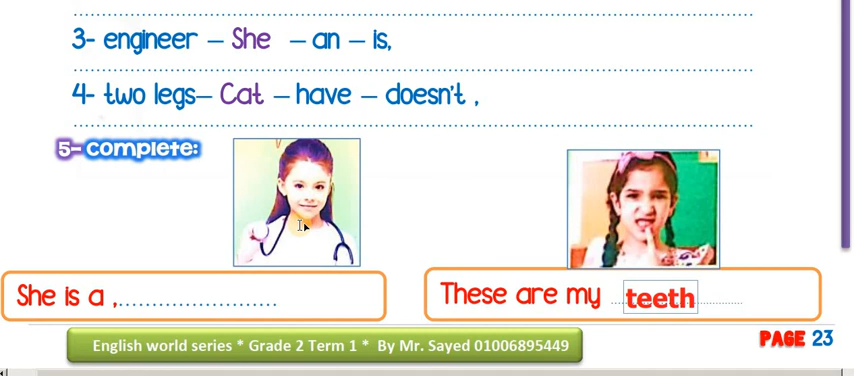 3- engineer – She – an – is,
4- two legs– Cat – have – doesn't ,
5- complete:
She is a ,........................
These are my ...teeth............
English world series * Grade 2 Term 1 * By Mr. Sayed 01006895449
PAGE 23